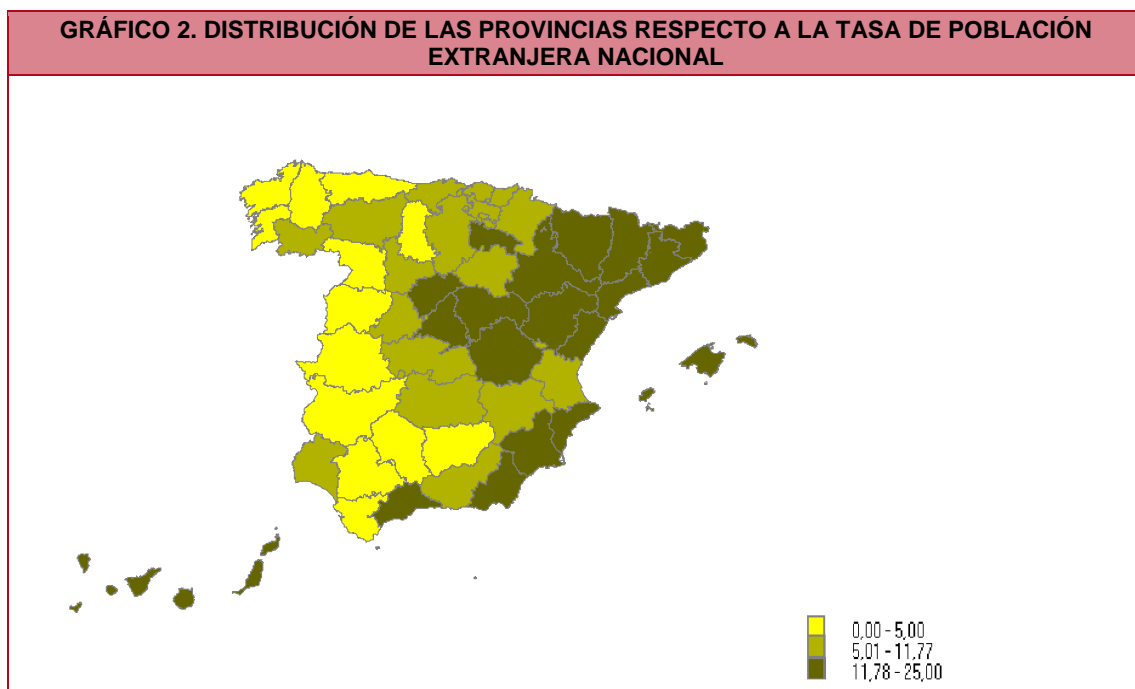 GRÁFICO 2. DISTRIBUCIÓN DE LAS PROVINCIAS RESPECTO A LA TASA DE POBLACIÓN
EXTRANJERA NACIONAL
0,00 - 5,00
5,01 - 11,77
11,78 - 25,00